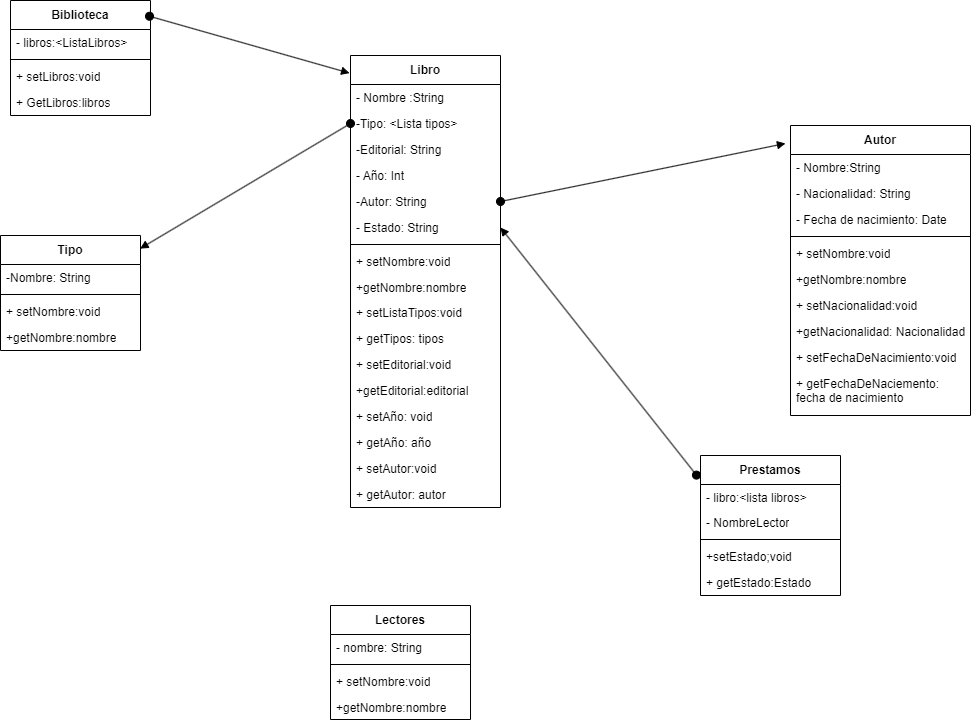 Biblioteca
- libros:<ListaLibros>
+ setLibros:void
+ GetLibros:libros
Libro
- Nombre :String
-Tipo: <Lista tipos>
-Editorial: String
- Año: Int
-Autor: String
- Estado: String
+ setNombre:void
+getNombre:nombre
+ setListaTipos:void
+ getTipos: tipos
+ setEditorial:void
+getEditorial:editorial
+ setAño: void
+ getAño: año
+ setAutor:void
+ getAutor: autor
Autor
- Nombre:String
- Nacionalidad: String
- Fecha de nacimiento: Date
+ setNombre:void
+getNombre:nombre
+ setNacionalidad:void
+getNacionalidad: Nacionalidad
+ setFechaDeNacimiento:void
+ getFechaDeNaciemento:
fecha de nacimiento
Tipo
-Nombre: String
+ setNombre:void
+getNombre:nombre
Prestamos
- libro:<lista libros>
- NombreLector
+setEstado;void
+ getEstado:Estado
Lectores
- nombre: String
+ setNombre:void
+getNombre:nombre